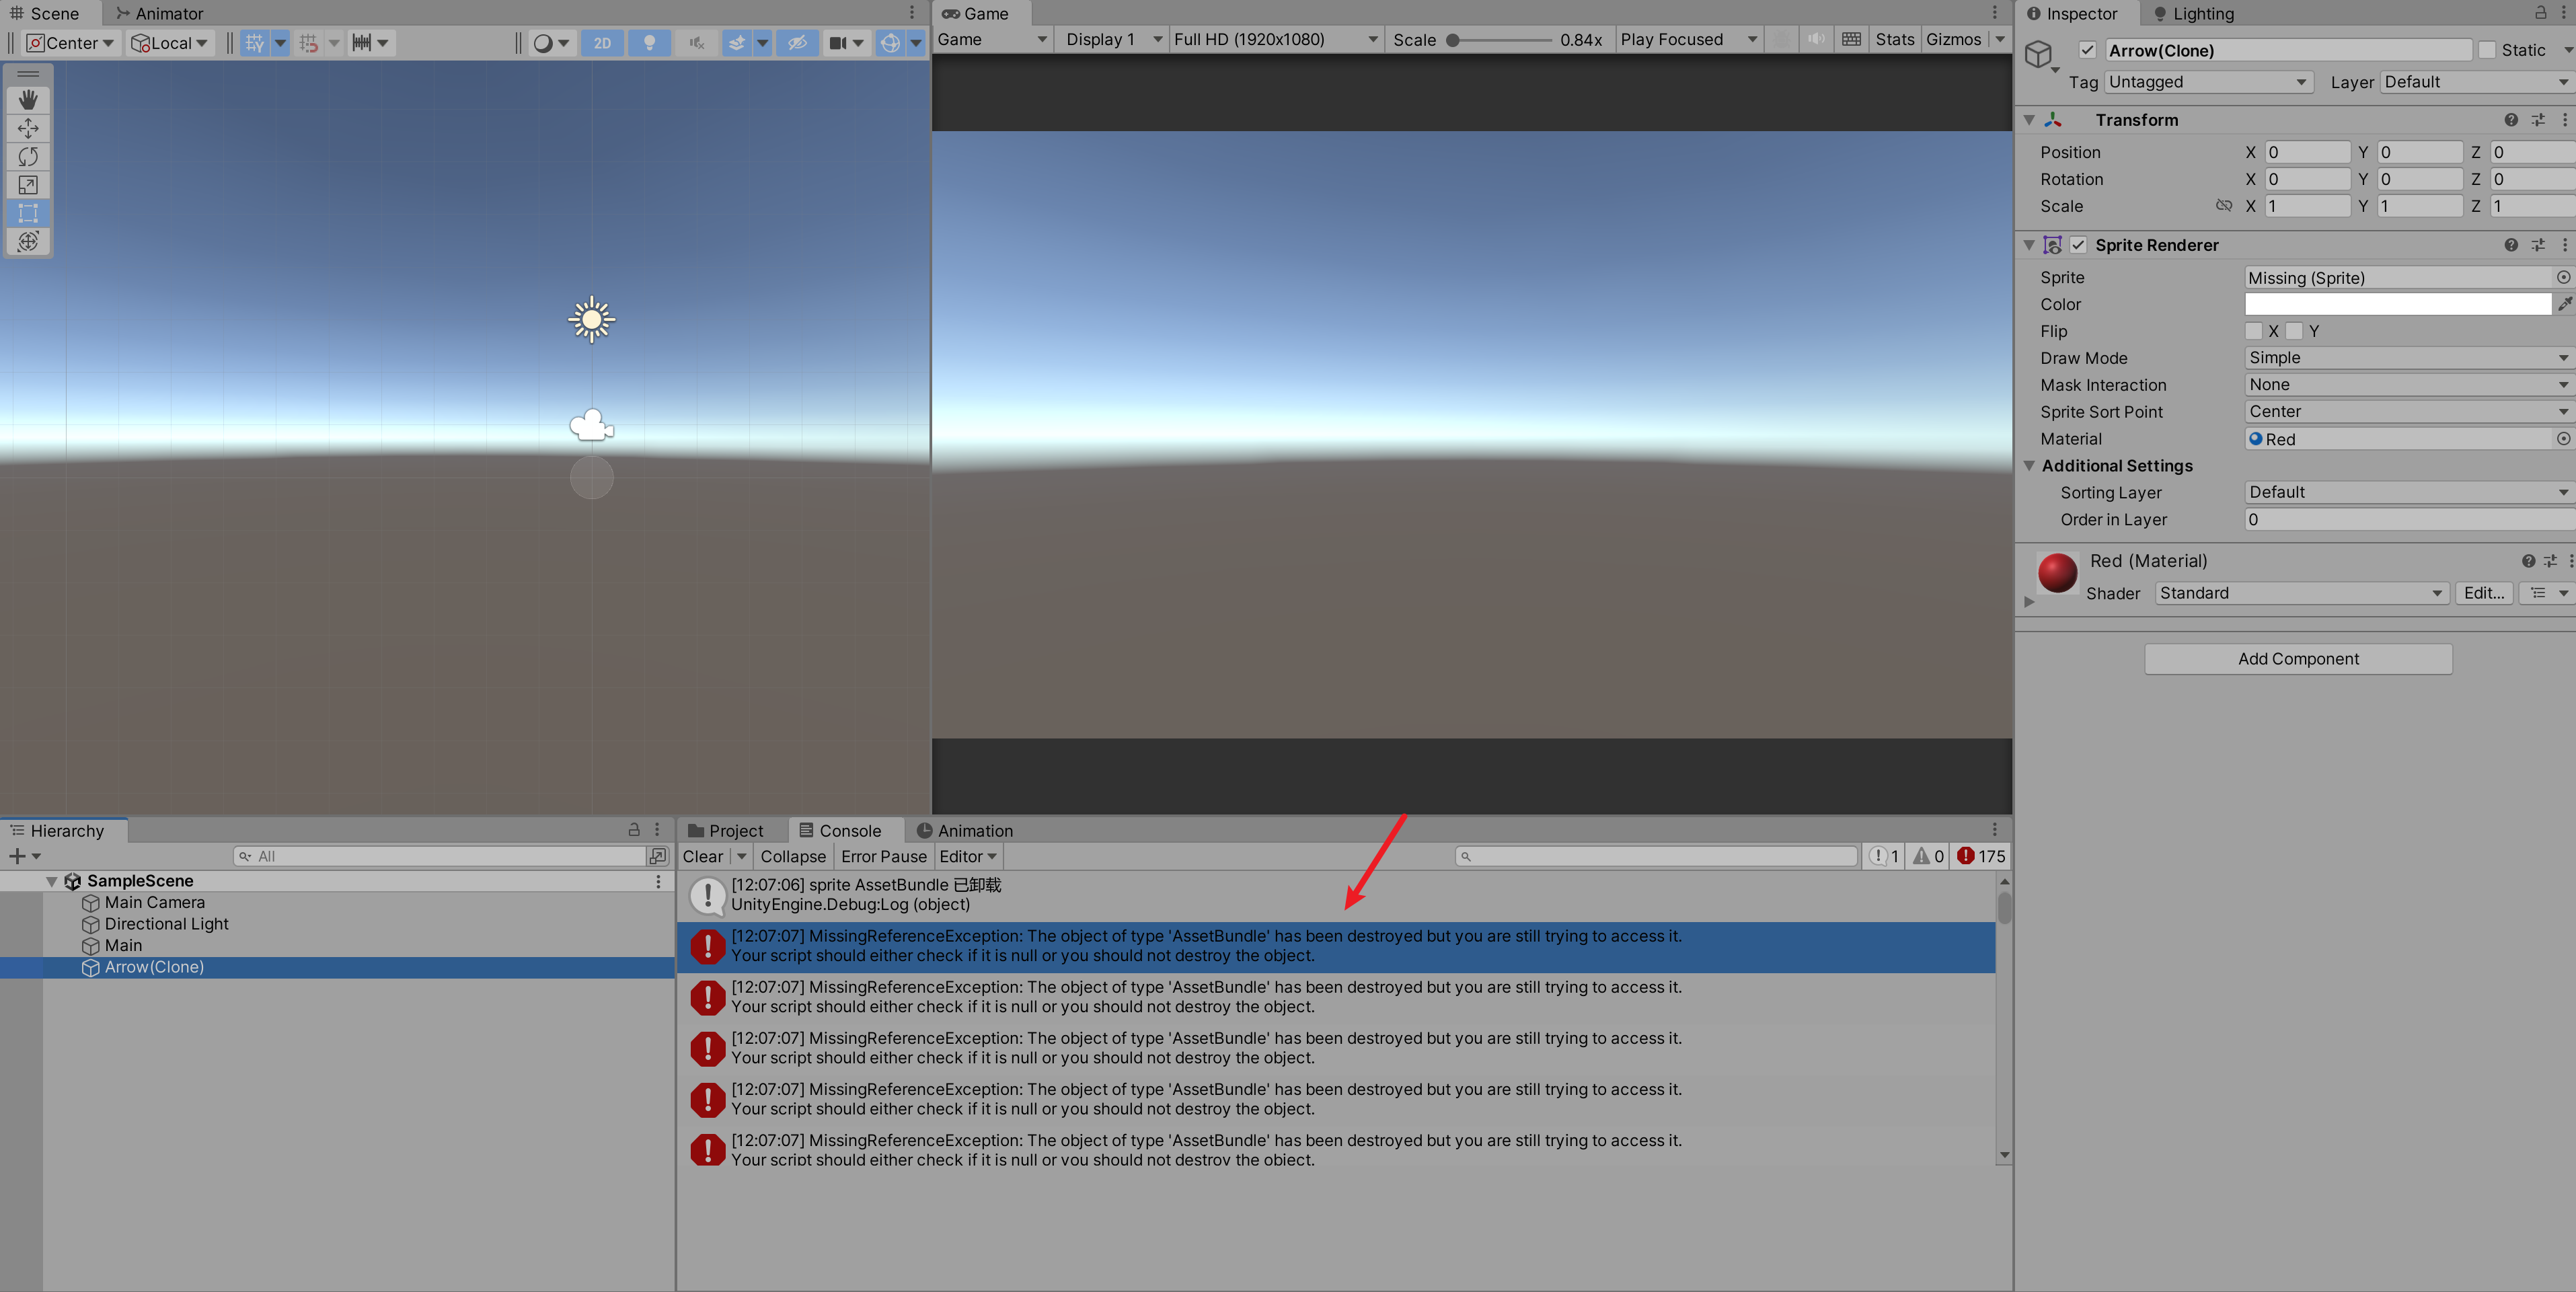 Scene
Animator
Center
Local
2D
Game
Game
Display 1
Full HD (1920x1080)
Scale
0.84x
Play Focused
Stats
Gizmos
Inspector
Lighting
Arrow(Clone)
Static
Tag
Untagged
Layer
Default
Transform
Position
X 0 Y 0 Z 0
Rotation
X 0 Y 0 Z 0
Scale
X 1 Y 1 Z 1
Sprite Renderer
Sprite
Missing (Sprite)
Color
Flip
X Y
Draw Mode
Simple
Mask Interaction
None
Sprite Sort Point
Center
Material
Red
Additional Settings
Sorting Layer
Default
Order in Layer
0
Red (Material)
Shader
Standard
Edit...
Add Component
Hierarchy
All
SampleScene
Main Camera
Directional Light
Main
Arrow(Clone)
Project
Console
Animation
Clear
Collapse
Error Pause
Editor
1
0
175
[12:07:06] sprite AssetBundle 已卸载
UnityEngine.Debug:Log (object)
[12:07:07] MissingReferenceException: The object of type 'AssetBundle' has been destroyed but you are still trying to access it.
Your script should either check if it is null or you should not destroy the object.
[12:07:07] MissingReferenceException: The object of type 'AssetBundle' has been destroyed but you are still trying to access it.
Your script should either check if it is null or you should not destroy the object.
[12:07:07] MissingReferenceException: The object of type 'AssetBundle' has been destroyed but you are still trying to access it.
Your script should either check if it is null or you should not destroy the object.
[12:07:07] MissingReferenceException: The object of type 'AssetBundle' has been destroyed but you are still trying to access it.
Your script should either check if it is null or you should not destroy the object.
[12:07:07] MissingReferenceException: The object of type 'AssetBundle' has been destroyed but you are still trying to access it.
Your script should either check if it is null or you should not destroy the object.